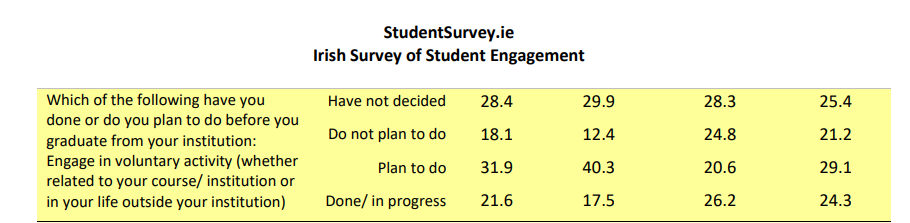 StudentSurvey.ie
Irish Survey of Student Engagement
Which of the following have you
done or do you plan to do before you
graduate from your institution:
Engage in voluntary activity (whether
related to your course/ institution or
in your life outside your institution)
Have not decided 28.4 29.9 28.3 25.4
Do not plan to do 18.1 12.4 24.8 21.2
Plan to do 31.9 40.3 20.6 29.1
Done/ in progress 21.6 17.5 26.2 24.3